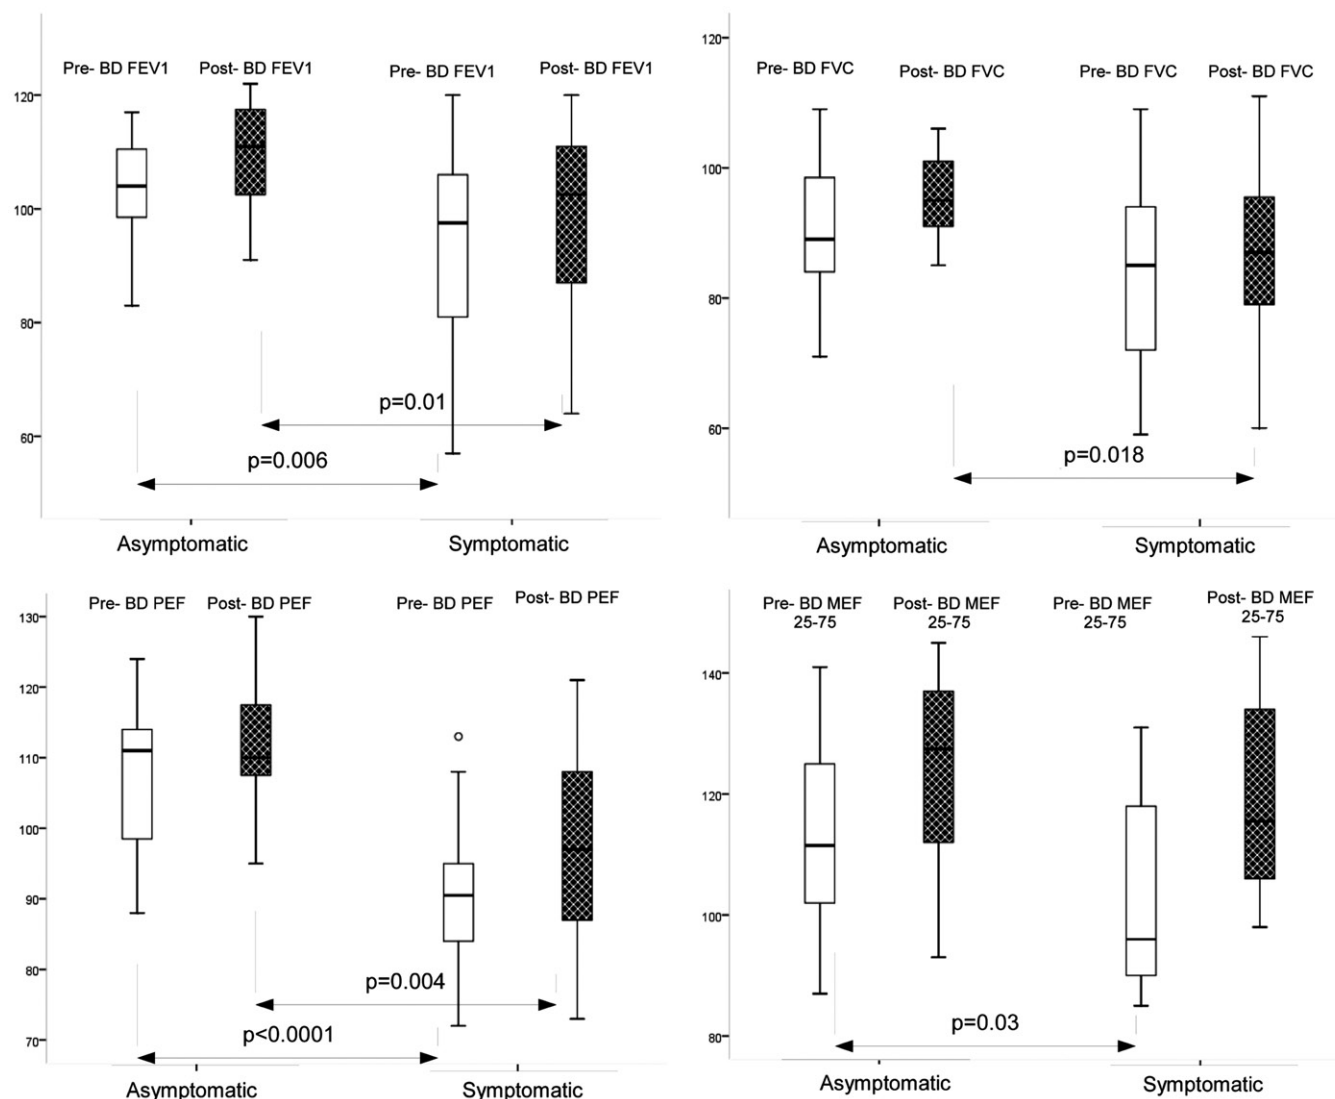 Pre- BD FEV1 Post- BD FEV1 Pre- BD FEV1 Post- BD FEV1
120
100
80
p=0.01
60
p=0.006
Asymptomatic Symptomatic
120
Pre- BD FVC Post- BD FVC Pre- BD FVC Post- BD FVC
100
80
60
p=0.018
Asymptomatic Symptomatic
Pre- BD PEF Post- BD PEF Pre- BD PEF Post- BD PEF
130
120
110
100
90
80
p=0.004
p<0.0001
70
Asymptomatic Symptomatic
Pre- BD MEF Post- BD MEF Pre- BD MEF Post- BD MEF
25-75 25-75 25-75 25-75
140
120
100
p=0.03
80
Asymptomatic Symptomatic